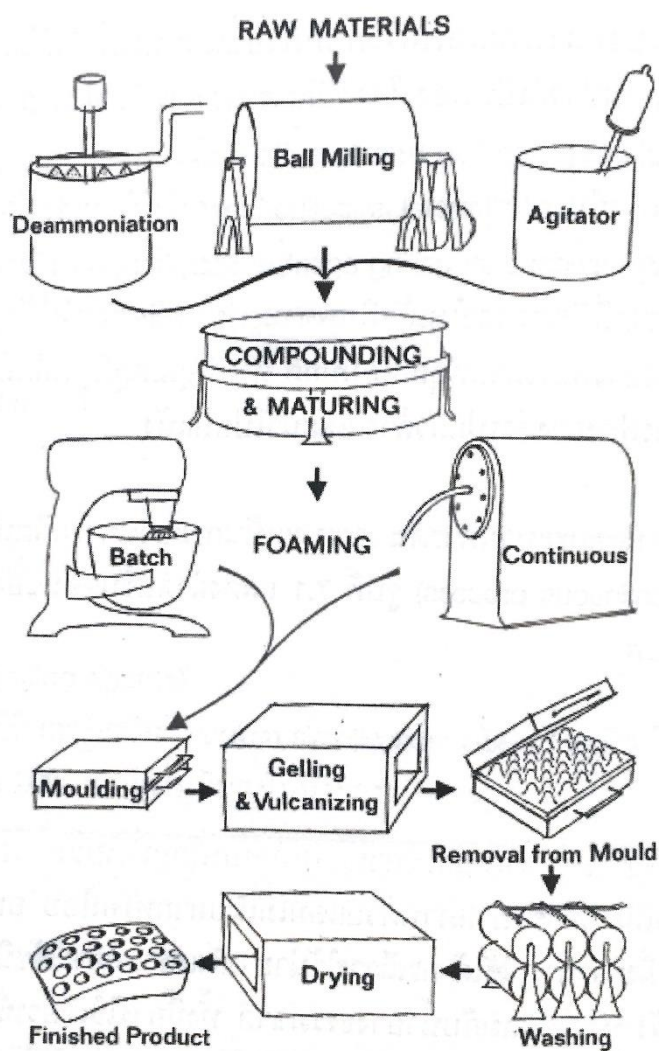 RAW MATERIALS
Deammoniation
Ball Milling
Agitator
COMPOUNDING
& MATURING
Batch
FOAMING
Continuous
Moulding
Gelling
& Vulcanizing
Removal from Mould
Finished Product
Drying
Washing